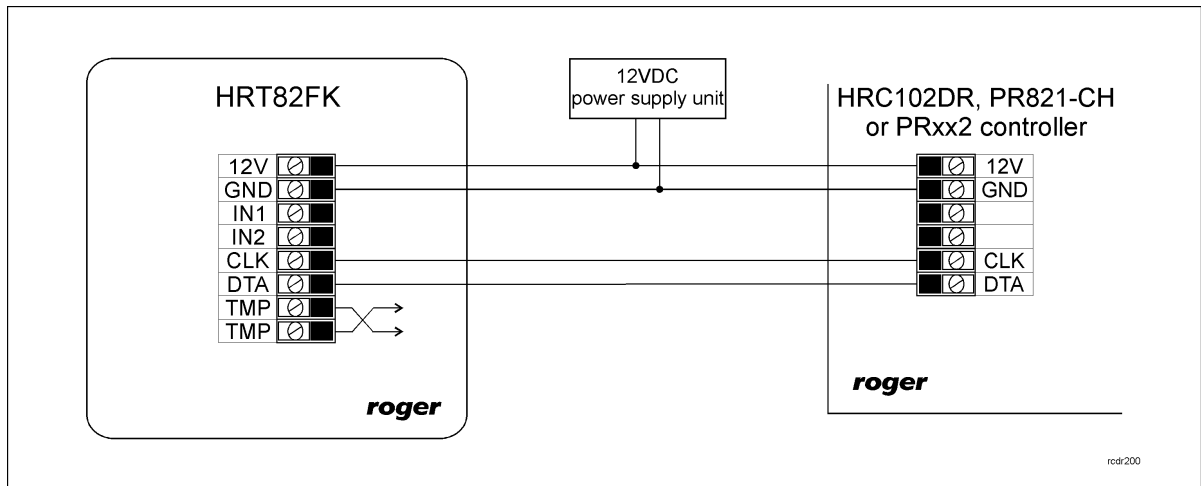 HRT82FK
12V
GND
IN1
IN2
CLK
DTA
TMP
TMP
roger
12VDC
power supply unit
HRC102DR, PR821-CH
or PRxx2 controller
12V
GND
CLK
DTA
roger
rcdr200